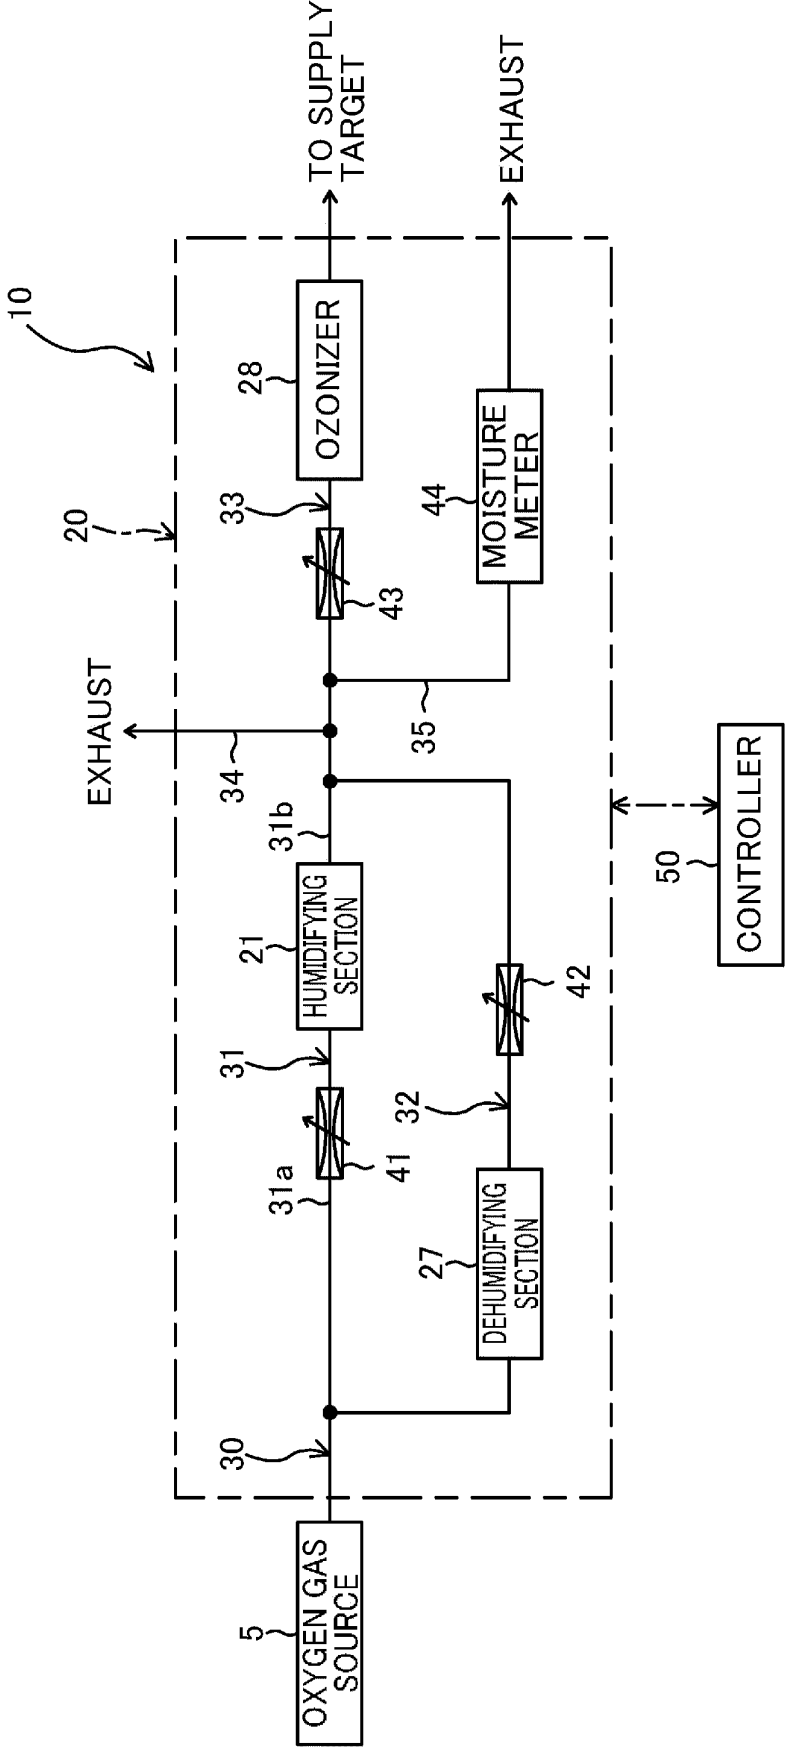 10
20
EXHAUST
34
31b
21
HUMIDIFYING
SECTION
31
41
31a
30
5
OXYGEN GAS
SOURCE
33
43
28
OZONIZER
TO SUPPLY
TARGET
35
44
MOISTURE
METER
EXHAUST
42
32
27
DEHUMIDIFYING
SECTION
50
CONTROLLER